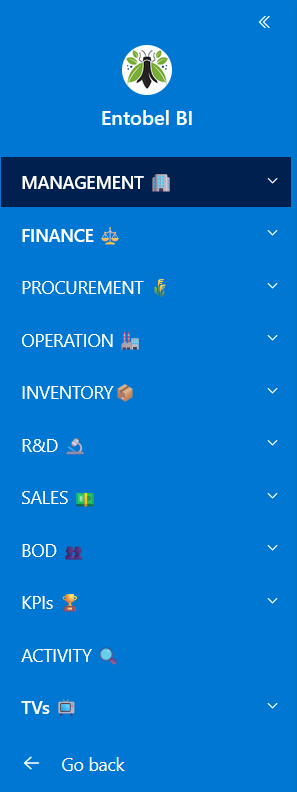 Entobel BI
MANAGEMENT
FINANCE
PROCUREMENT
OPERATION
INVENTORY
R&D
SALES
BOD
KPIs
ACTIVITY
TVs
Go back